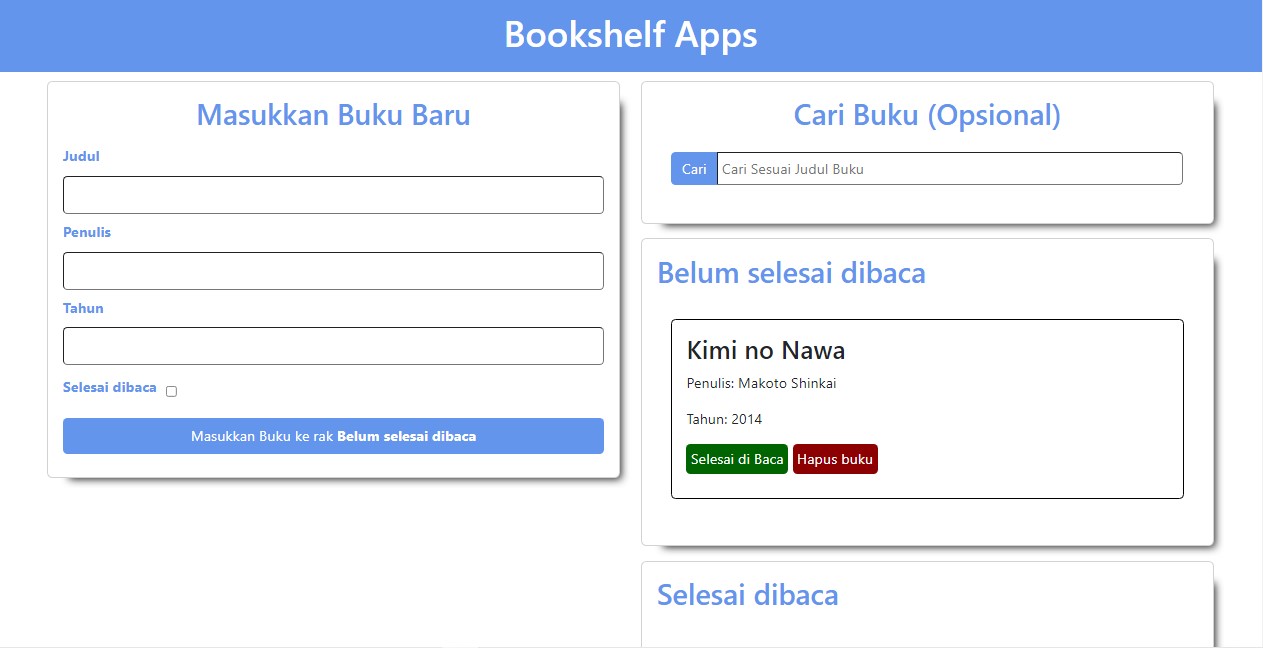 Bookshelf Apps
Masukkan Buku Baru
Judul
Penulis
Tahun
Selesai dibaca
Masukkan Buku ke rak Belum selesai dibaca
Cari Buku (Opsional)
Cari Cari Sesuai Judul Buku
Belum selesai dibaca
Kimi no Nawa
Penulis: Makoto Shinkai
Tahun: 2014
Selesai di Baca Hapus buku
Selesai dibaca